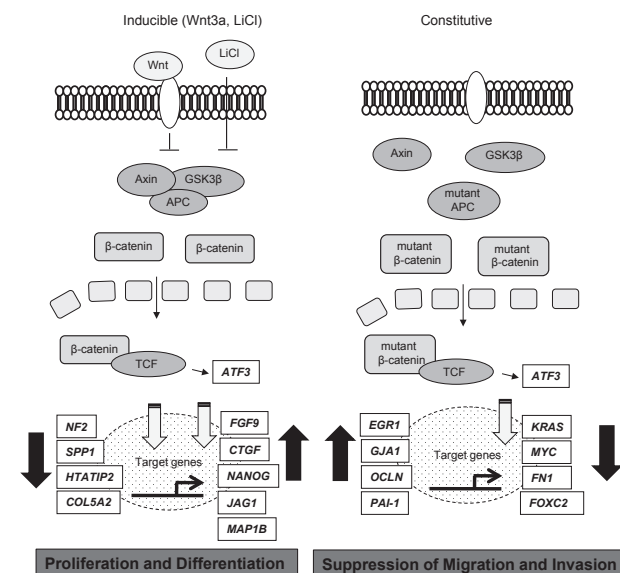 Inducible (Wnt3a, LiCl)
Constitutive
Wnt
LiCl
Axin
GSK3β
APC
Axin
GSK3β
mutant
APC
β-catenin
β-catenin
mutant
β-catenin
mutant
β-catenin
β-catenin
TCF
ATF3
mutant
β-catenin
TCF
ATF3
NF2
SPP1
HTATIP2
COL5A2
Target genes
FGF9
CTGF
NANOG
JAG1
MAP1B
EGR1
GJA1
OCLN
PAI-1
Target genes
KRAS
MYC
FN1
FOXC2
Proliferation and Differentiation
Suppression of Migration and Invasion